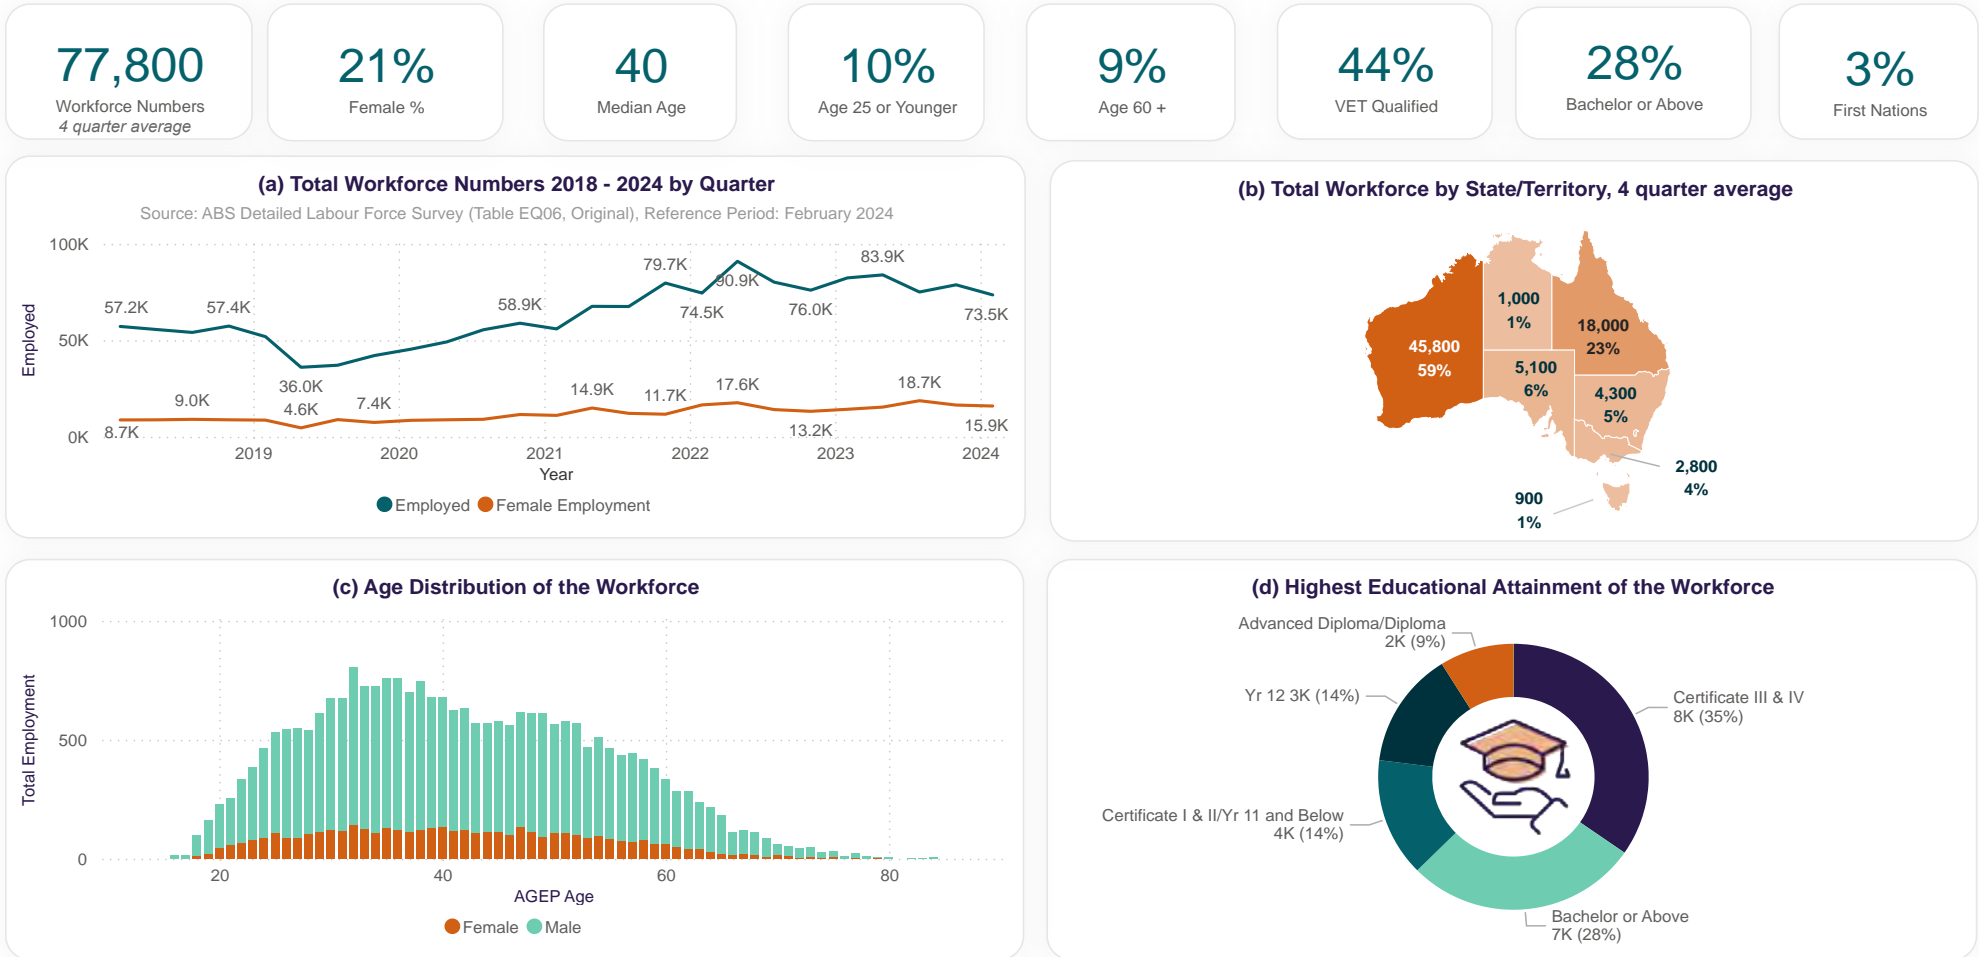 77,800
Workforce Numbers
4 quarter average
21%
Female %
40
Median Age
10%
Age 25 or Younger
9%
Age 60 +
44%
VET Qualified
28%
Bachelor or Above
3%
First Nations
(a) Total Workforce Numbers 2018 - 2024 by Quarter
Source: ABS Detailed Labour Force Survey (Table EQ06, Original), Reference Period: February 2024
Employed
100K
50K
0K
57.2K
57.4K
36.0K
58.9K
79.7K
74.5K
90.9K
76.0K
83.9K
73.5K
8.7K
9.0K
4.6K
7.4K
14.9K
11.7K
17.6K
13.2K
18.7K
15.9K
2019
2020
2021
2022
2023
2024
Year
Employed
Female Employment
(b) Total Workforce by State/Territory, 4 quarter average
1,000
1%
18,000
23%
45,800
59%
5,100
6%
4,300
5%
2,800
4%
900
1%
(c) Age Distribution of the Workforce
Total Employment
1000
500
0
20
40
60
80
AGEP Age
Female
Male
(d) Highest Educational Attainment of the Workforce
Advanced Diploma/Diploma
2K (9%)
Yr 12 3K (14%)
Certificate III & IV
8K (35%)
Certificate I & II/Yr 11 and Below
4K (14%)
Bachelor or Above
7K (28%)